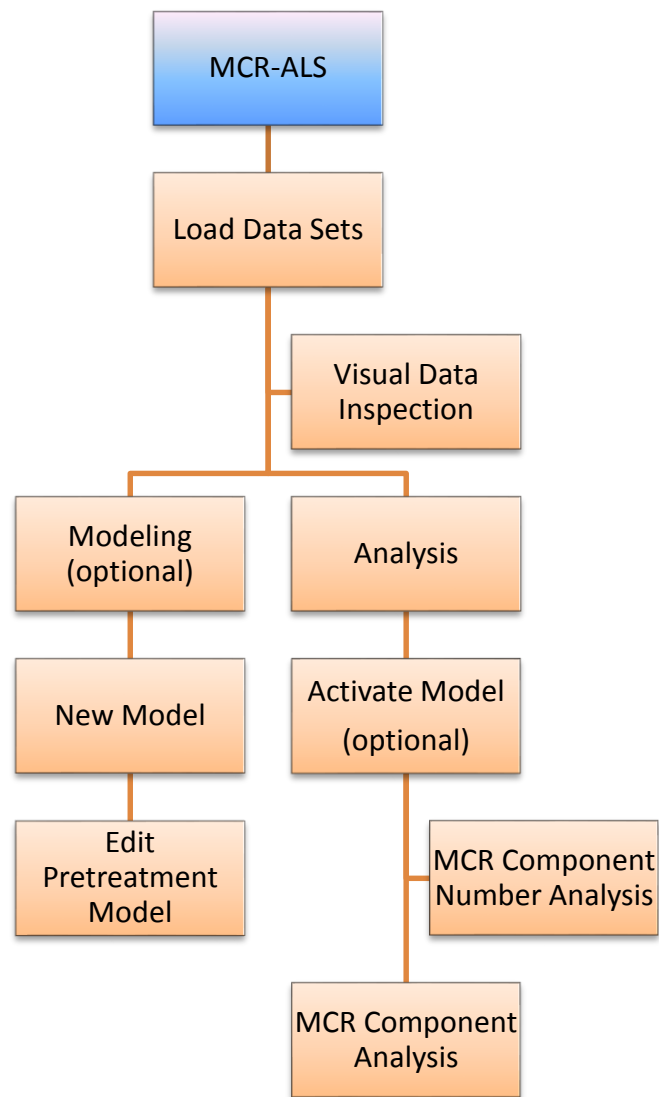 MCR-ALS
Load Data Sets
Visual Data
Inspection
Modeling
(optional)
Analysis
New Model
Activate Model
(optional)
Edit
Pretreatment
Model
MCR Component
Number Analysis
MCR Component
Analysis